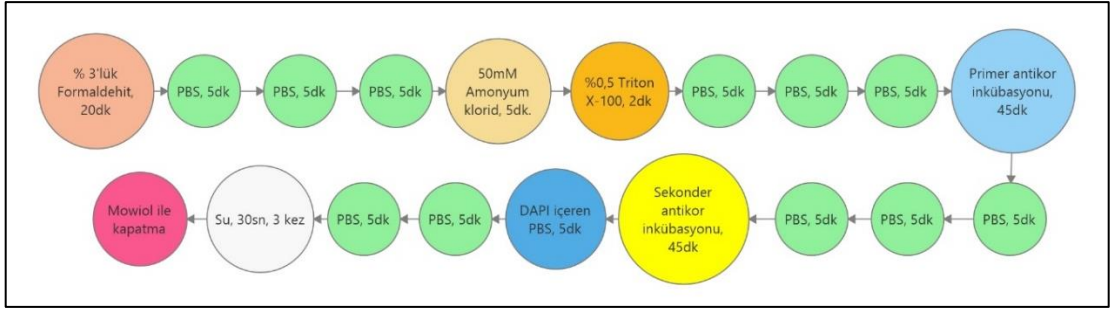 % 3'lük
Formaldehit,
20dk
PBS, 5dk
PBS, 5dk
PBS, 5dk
50mM
Amonyum
klorid, 5dk.
%0,5 Triton
X-100, 2dk
PBS, 5dk
PBS, 5dk
PBS, 5dk
Primer antikor
inkübasyonu,
45dk
PBS, 5dk
PBS, 5dk
PBS, 5dk
Sekonder
antikor
inkübasyonu,
45dk
DAPI içeren
PBS, 5dk
PBS, 5dk
PBS, 5dk
Su, 30sn, 3 kez
Mowiol ile
kapatma